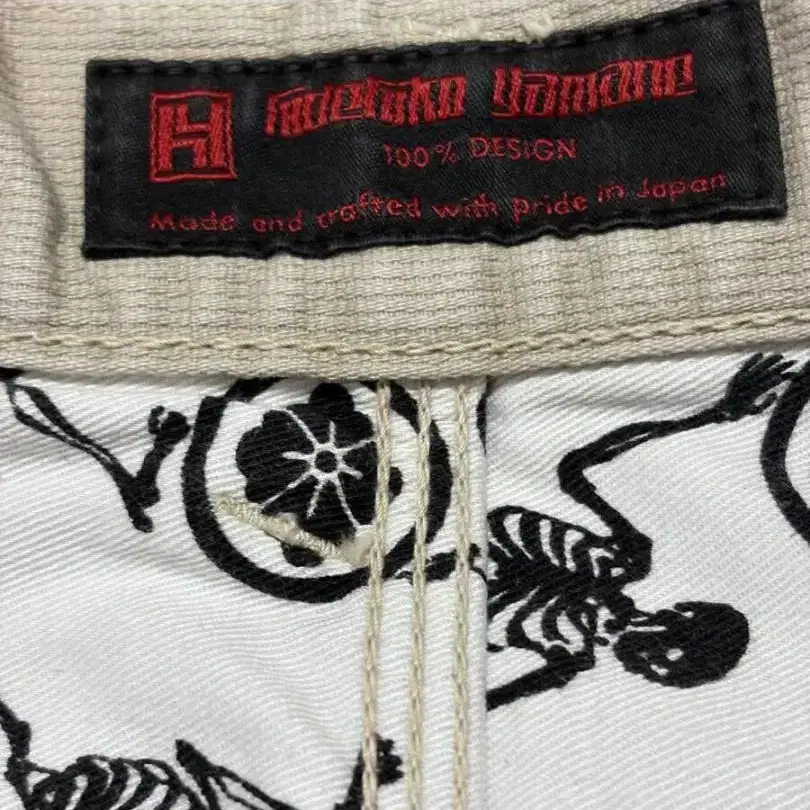 H Hidehiko Yamane
100% DESIGN
Made and crafted with pride in Japan